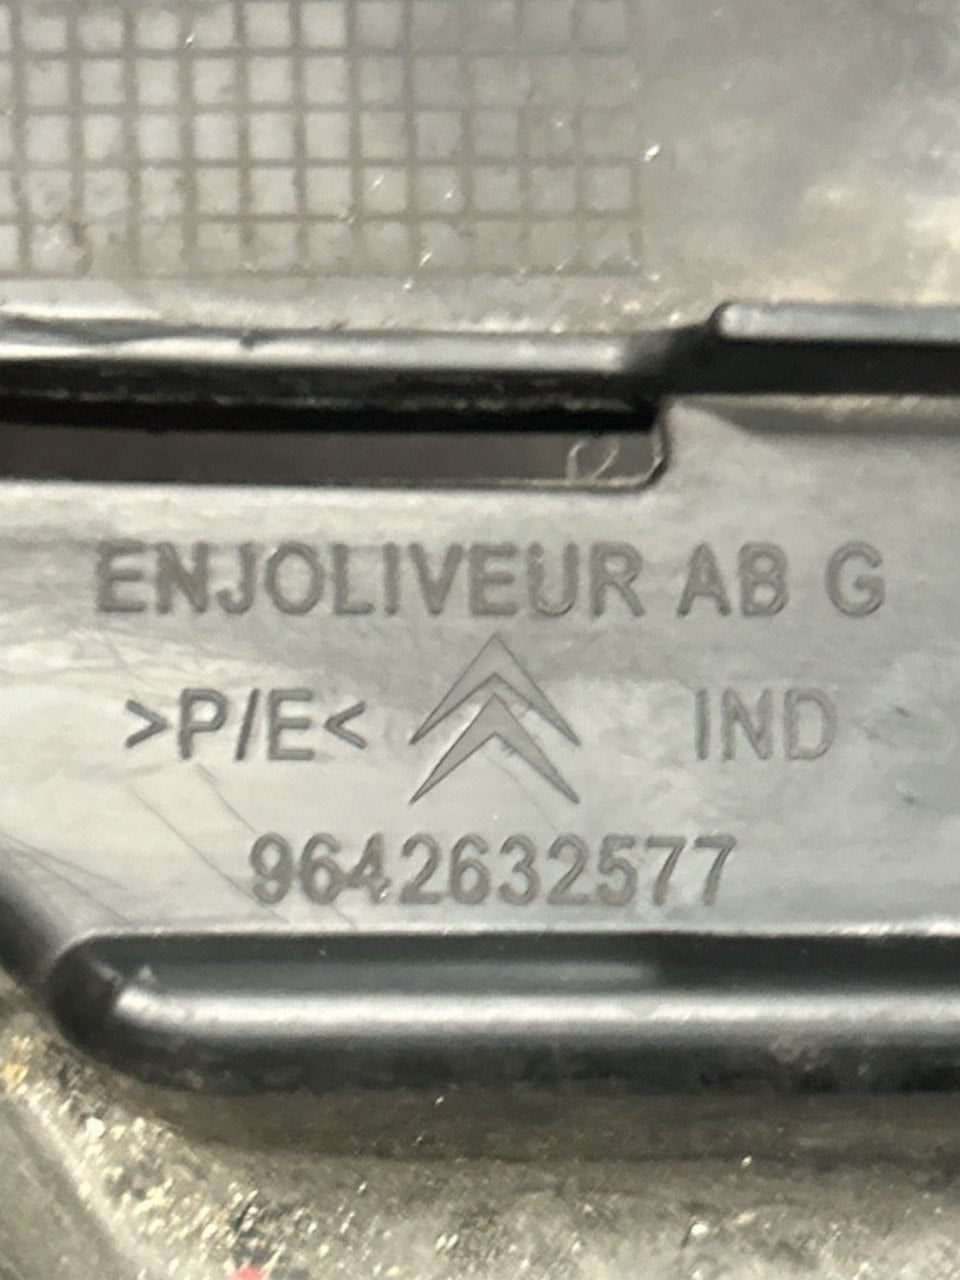 ENJOLIVEUR AB G
>P/E< IND
9642632577